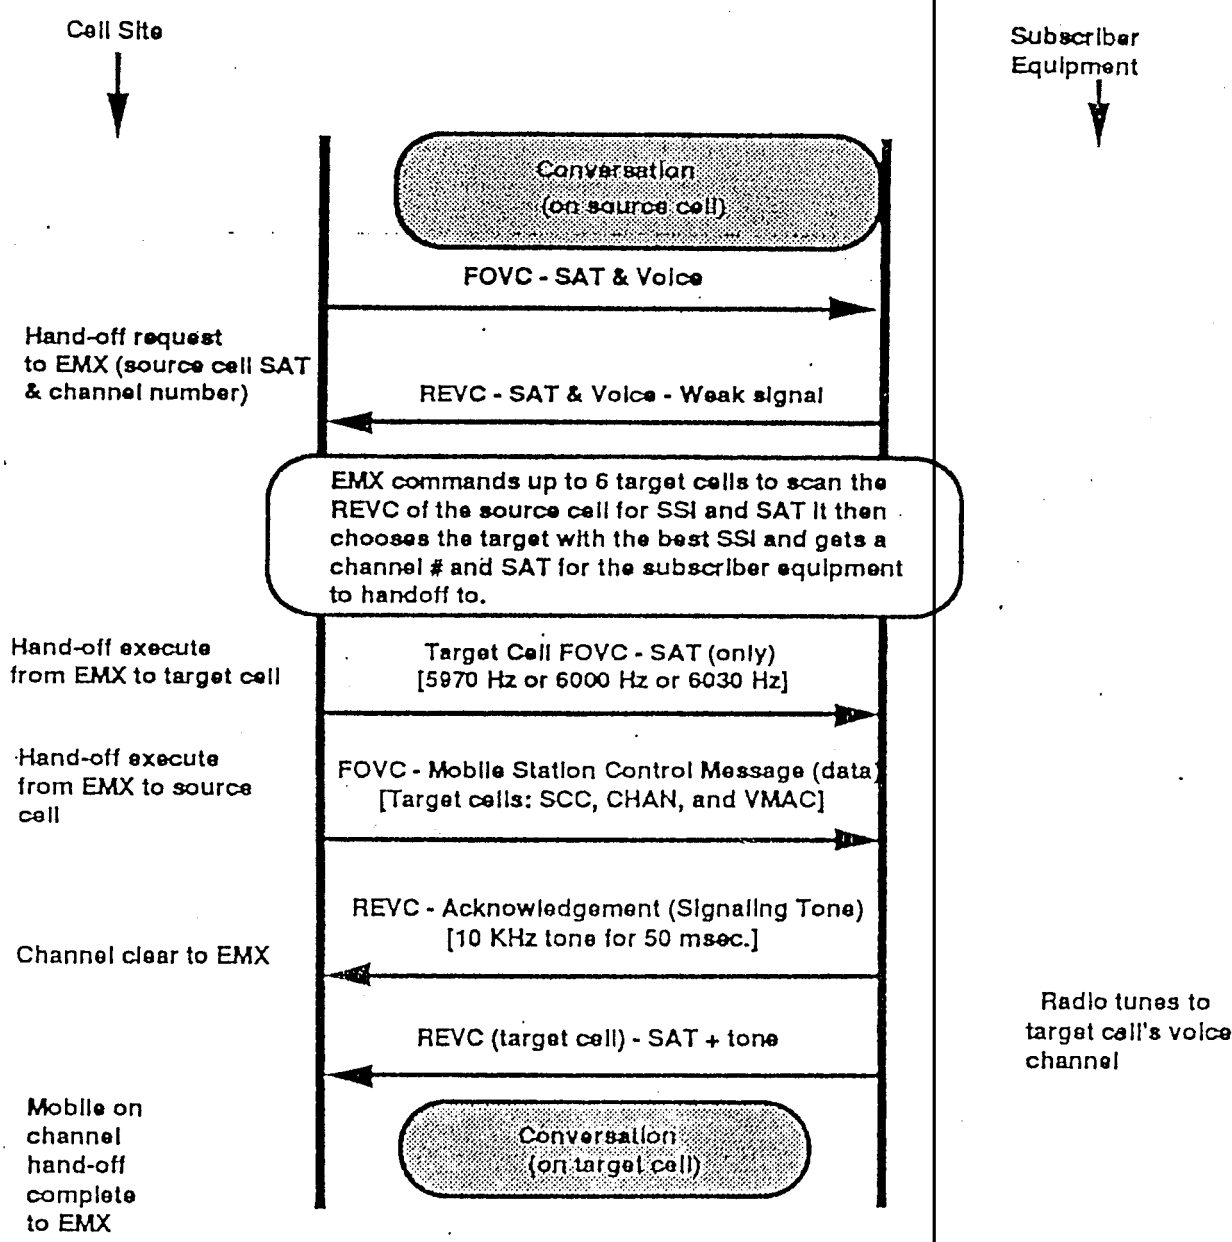 Cell Site
Subscriber
Equipment
Conversation
(on source cell)
FOVC - SAT & Voice
Hand-off request
to EMX (source cell SAT
& channel number)
REVC - SAT & Voice - Weak signal
EMX commands up to 6 target cells to scan the
REVC of the source cell for SSI and SAT It then
chooses the target with the best SSI and gets a
channel # and SAT for the subscriber equipment
to handoff to.
Hand-off execute
from EMX to target cell
Target Cell FOVC - SAT (only)
[5970 Hz or 6000 Hz or 6030 Hz]
Hand-off execute
from EMX to source
cell
FOVC - Mobile Station Control Message (data)
[Target cells: SCC, CHAN, and VMAC]
REVC - Acknowledgement (Signaling Tone)
[10 KHz tone for 50 msec.]
Channel clear to EMX
Radio tunes to
target cell's voice
channel
REVC (target cell) - SAT + tone
Mobile on
channel
hand-off
complete
to EMX
Conversation
(on target cell)